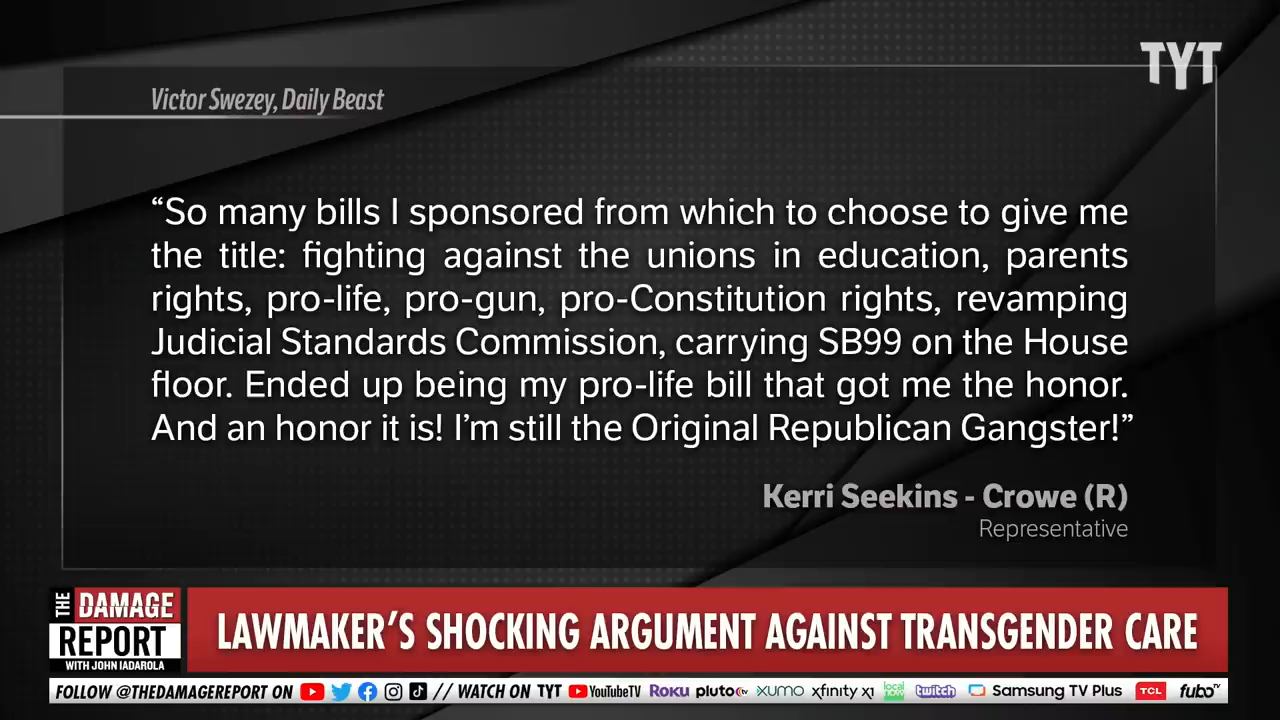 TYT
Victor Swezey, Daily Beast
“So many bills I sponsored from which to choose to give me
the title: fighting against the unions in education, parents
rights, pro-life, pro-gun, pro-Constitution rights, revamping
Judicial Standards Commission, carrying SB99 on the House
floor. Ended up being my pro-life bill that got me the honor.
And an honor it is! I’m still the Original Republican Gangster!”
Kerri Seekins - Crowe (R)
Representative
THE DAMAGE
REPORT
WITH JOHN IADAROLA
LAWMAKER’S SHOCKING ARGUMENT AGAINST TRANSGENDER CARE
FOLLOW @THEDAMAGEREPORT ON // WATCH ON TYT YouTubeTV Roku pluto tv XUMO xfinity x1 local now twitch Samsung TV Plus TCL fubo TV